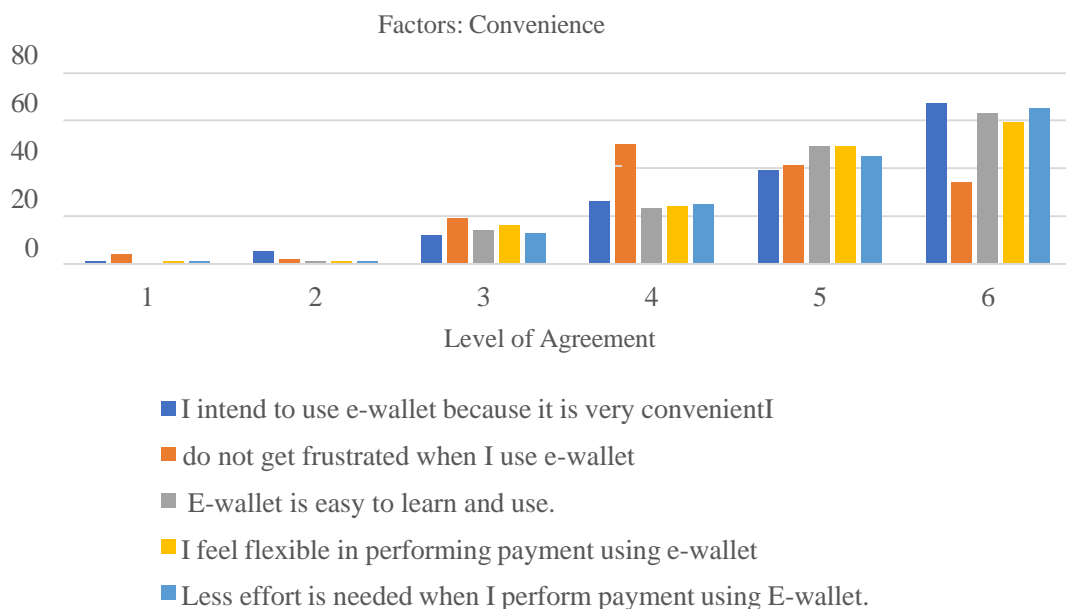 Factors: Convenience
80
60
40
20
0
1 2 3 4 5 6
Level of Agreement
I intend to use e-wallet because it is very convenientI
do not get frustrated when I use e-wallet
E-wallet is easy to learn and use.
I feel flexible in performing payment using e-wallet
Less effort is needed when I perform payment using E-wallet.